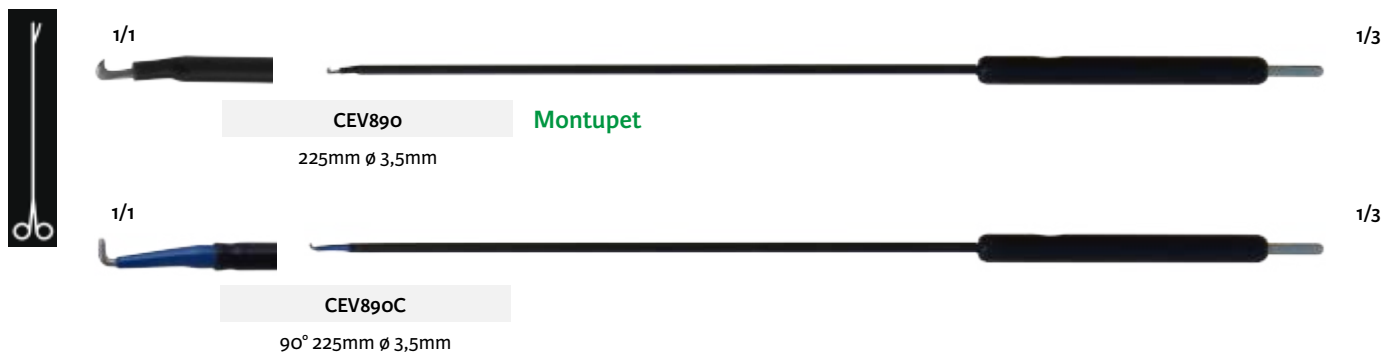 1/1
1/3
CEV890
Montupet
225mm ø 3,5mm
1/1
1/3
CEV890C
90° 225mm ø 3,5mm